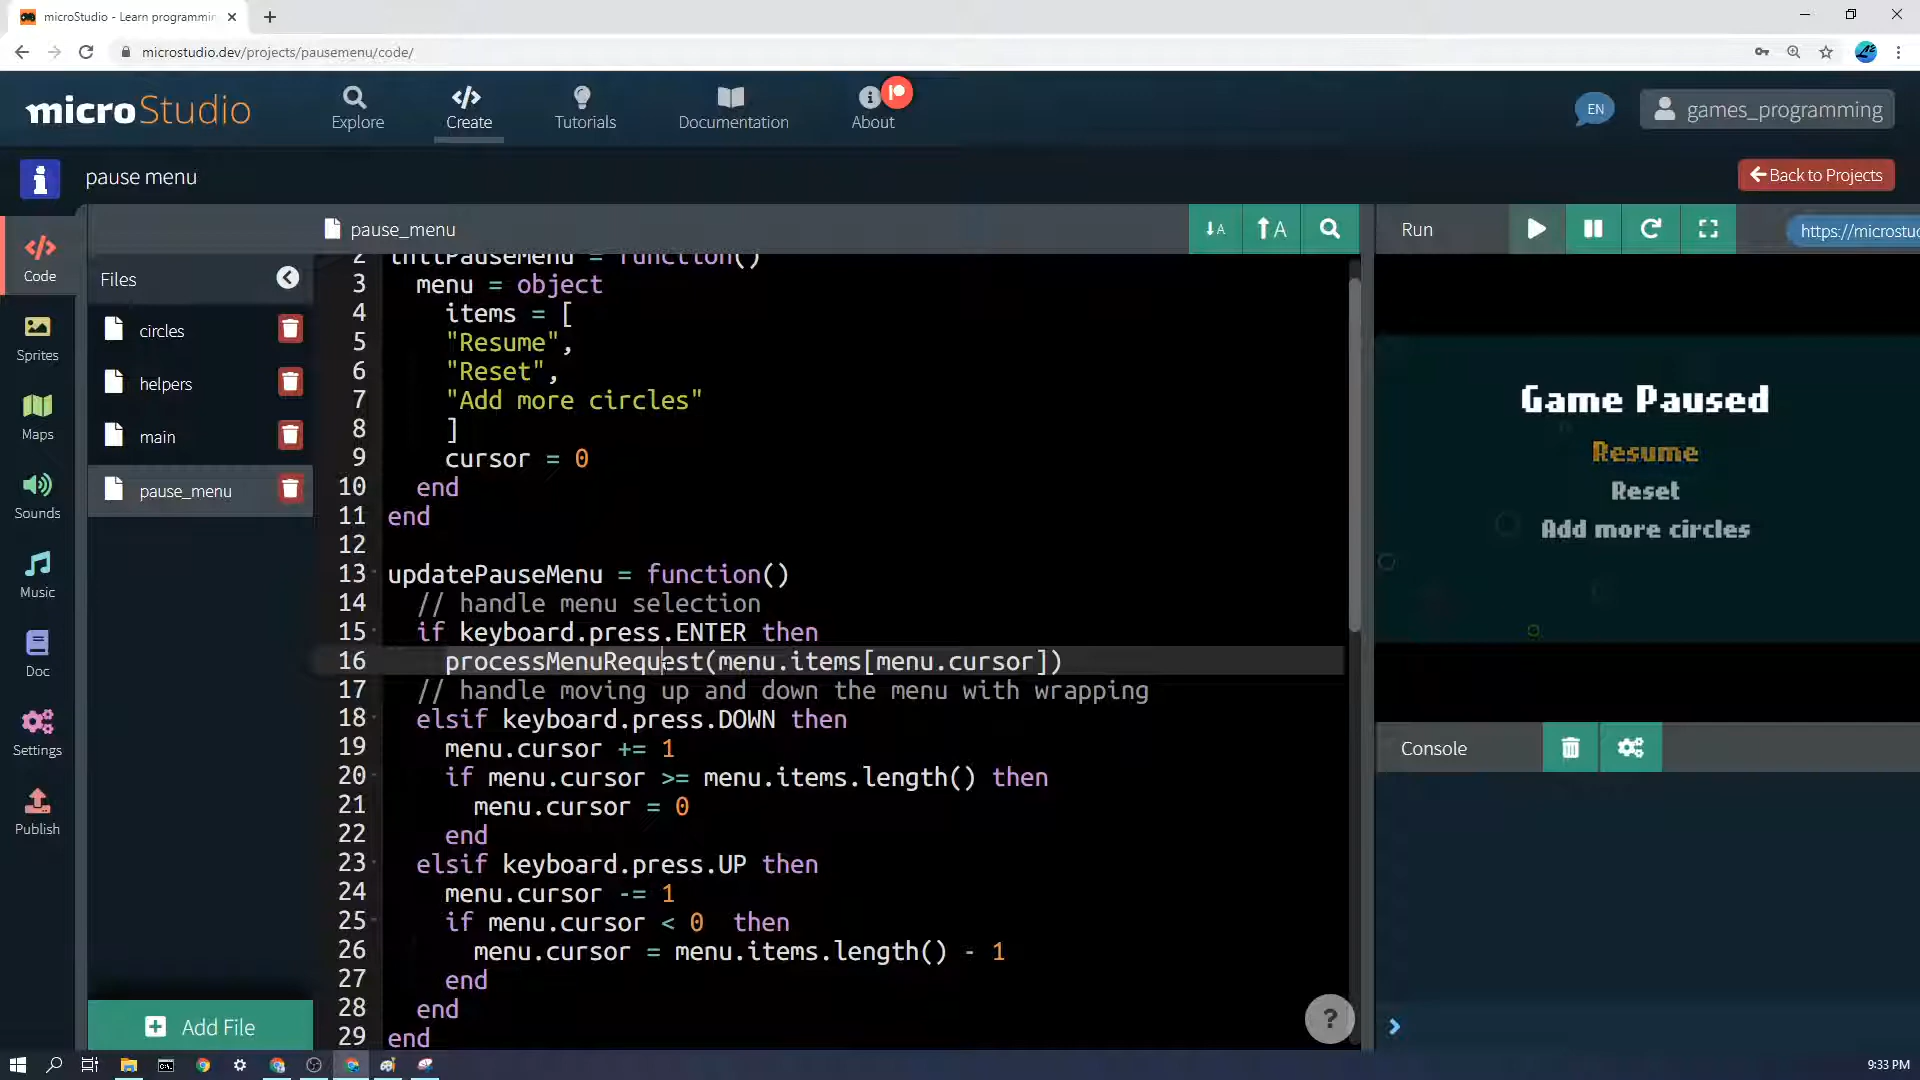 microStudio - Learn programmin
microstudio.dev/projects/pausemenu/code/
microStudio
Explore
Create
Tutorials
Documentation
About
EN
games_programming
pause menu
Back to Projects
Code
Sprites
Maps
Sounds
Music
Doc
Settings
Publish
Files
circles
helpers
main
pause_menu
Add File
pause_menu
A
A
2 initPauseMenu = function()
3 menu = object
4 items = [
5 "Resume",
6 "Reset",
7 "Add more circles"
8 ]
9 cursor = 0
10 end
11 end
12
13 updatePauseMenu = function()
14 // handle menu selection
15 if keyboard.press.ENTER then
16 processMenuRequest(menu.items[menu.cursor])
17 // handle moving up and down the menu with wrapping
18 elsif keyboard.press.DOWN then
19 menu.cursor += 1
20 if menu.cursor >= menu.items.length() then
21 menu.cursor = 0
22 end
23 elsif keyboard.press.UP then
24 menu.cursor -= 1
25 if menu.cursor < 0 then
26 menu.cursor = menu.items.length() - 1
27 end
28 end
29 end
?
Run
https://microstuc
Game Paused
Resume
Reset
Add more circles
Console
9:33 PM